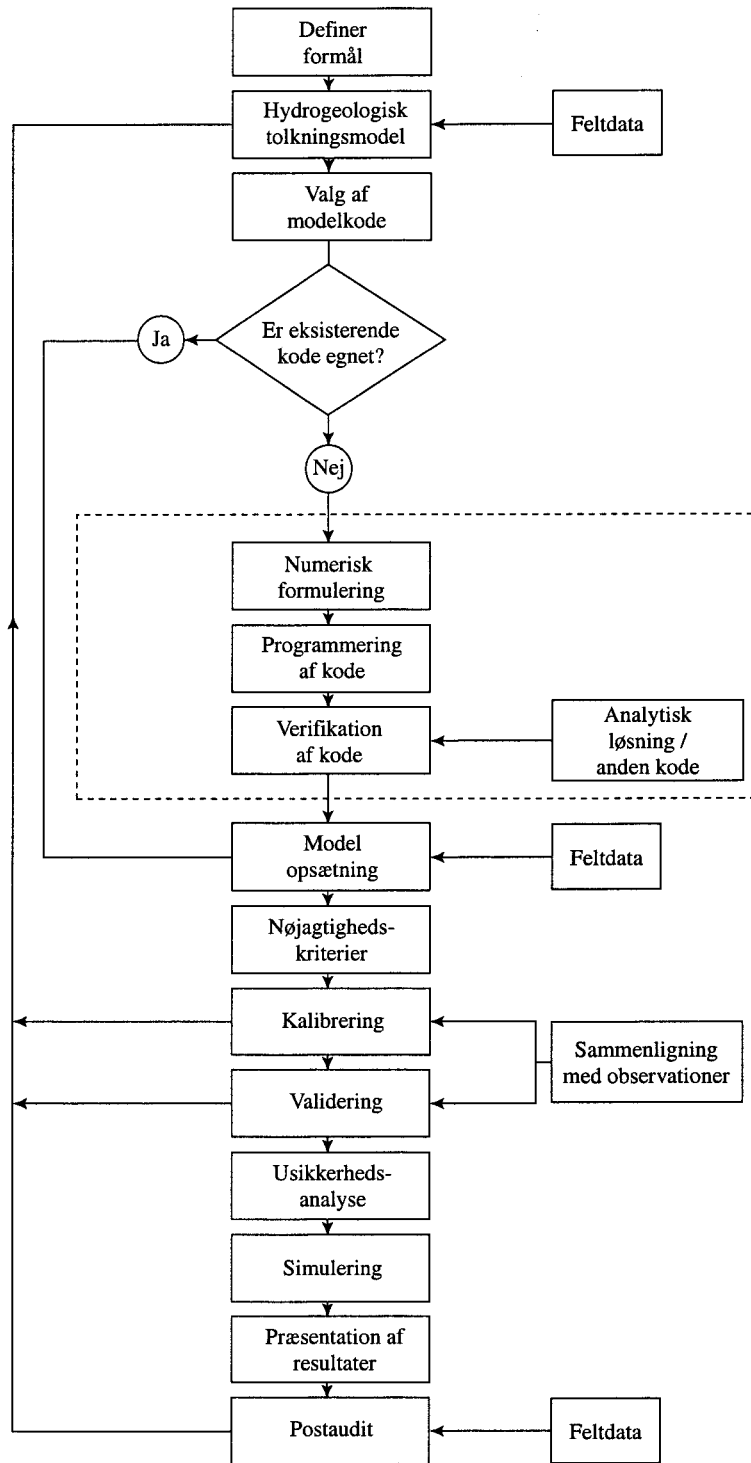 Definer
formål
Hydrogeologisk
tolkningsmodel
Feltdata
Valg af
modelkode
Er eksisterende
kode egnet?
Ja
Nej
Numerisk
formulering
Programmering
af kode
Verifikation
af kode
Analytisk
løsning /
anden kode
Model
opsætning
Feltdata
Nøjagtigheds-
kriterier
Kalibrering
Sammenligning
med observationer
Validering
Usikkerheds-
analyse
Simulering
Præsentation af
resultater
Postaudit
Feltdata